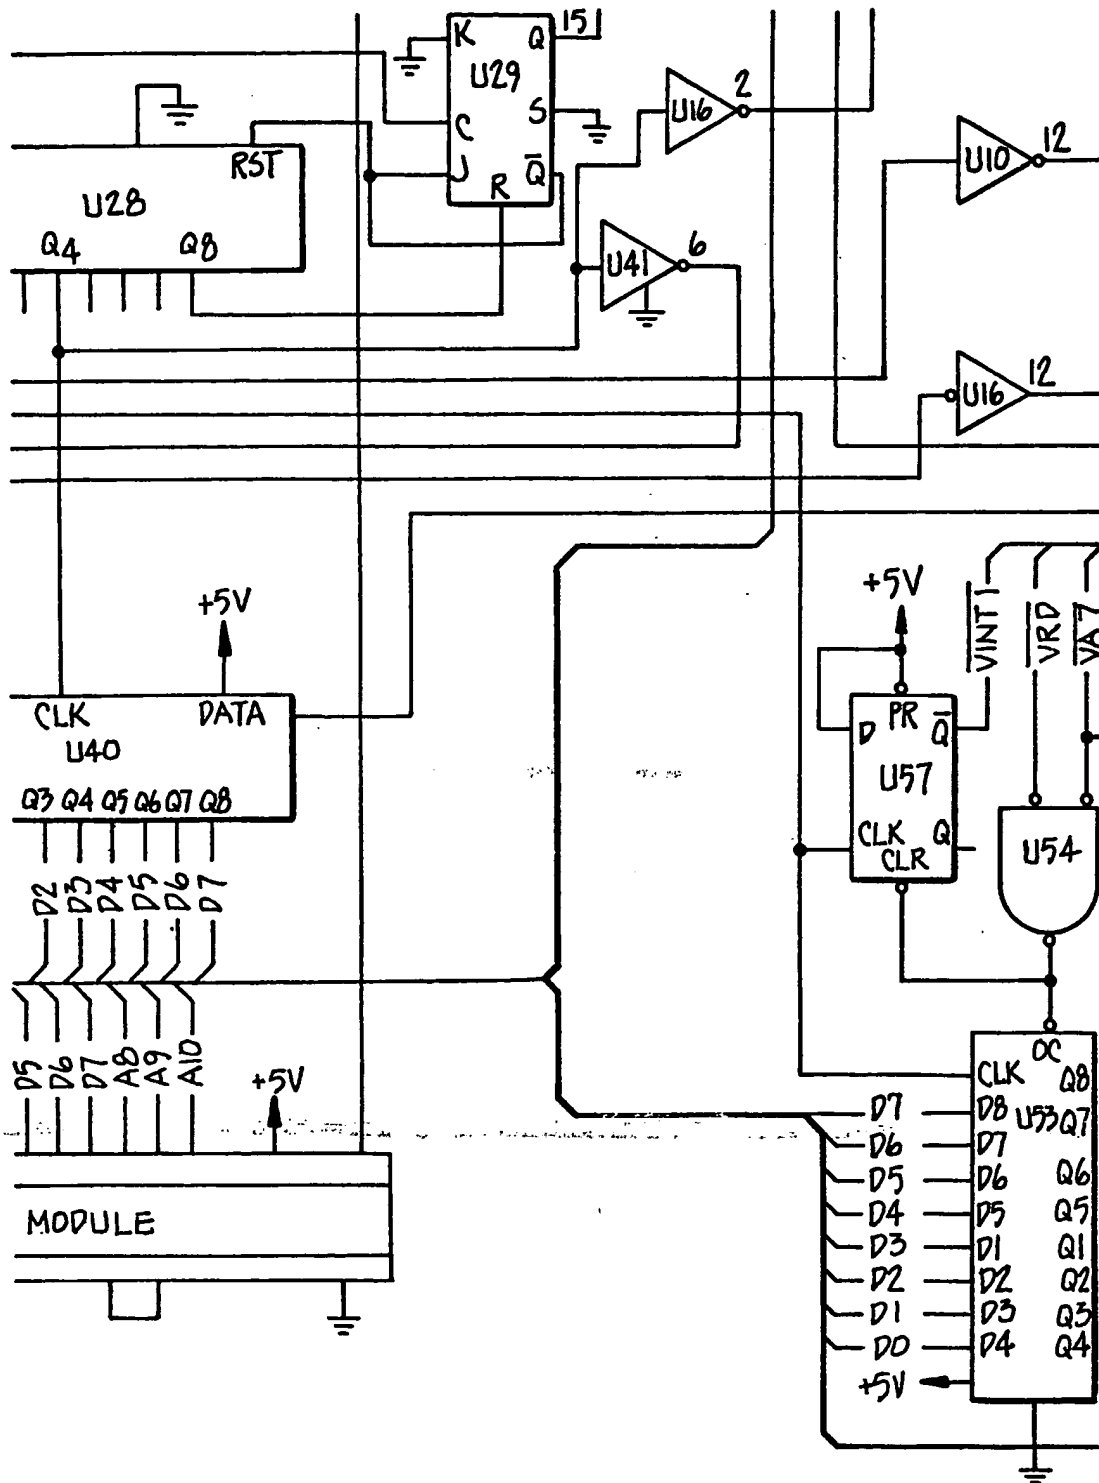 15
K Q
U29
S
C
J Q
R
U16
2
U10
12
RST
U28
Q4 Q8
U41
6
U16
12
+5V
VINT 1
VRD
VA7
+5V
CLK DATA
U40
Q3 Q4 Q5 Q6 Q7 Q8
D2 D3 D4 D5 D6 D7
PR
D Q
U57
CLK Q
CLR
U54
D5 D6 D7 A8 A9 A10
+5V
MODULE
OC
CLK Q8
U53
D7 D8 Q7
D6 D7
D5 D6 Q6
D4 D5 Q5
D3 D1 Q1
D2 D2 Q2
D1 D3 Q3
D0 D4 Q4
+5V